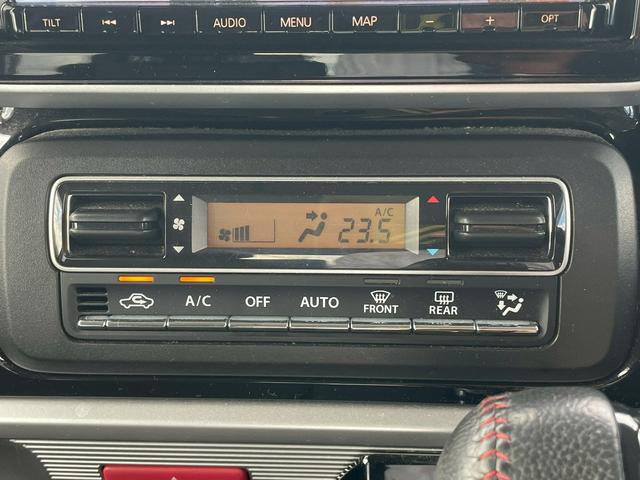 TILT AUDIO MENU MAP - + OPT
A/C
23.5
A/C OFF AUTO FRONT REAR